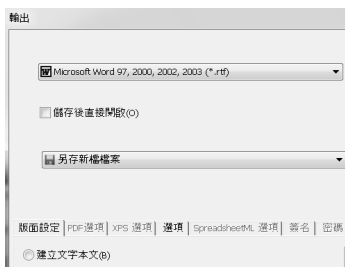 輸出
Microsoft Word 97, 2000, 2002, 2003 (*.rtf)
儲存後直接開啟(O)
另存新檔檔案
版面設定 PDF選項 XPS 選項 選項 SpreadsheetML 選項 簽名 密碼
建立文字本文(B)